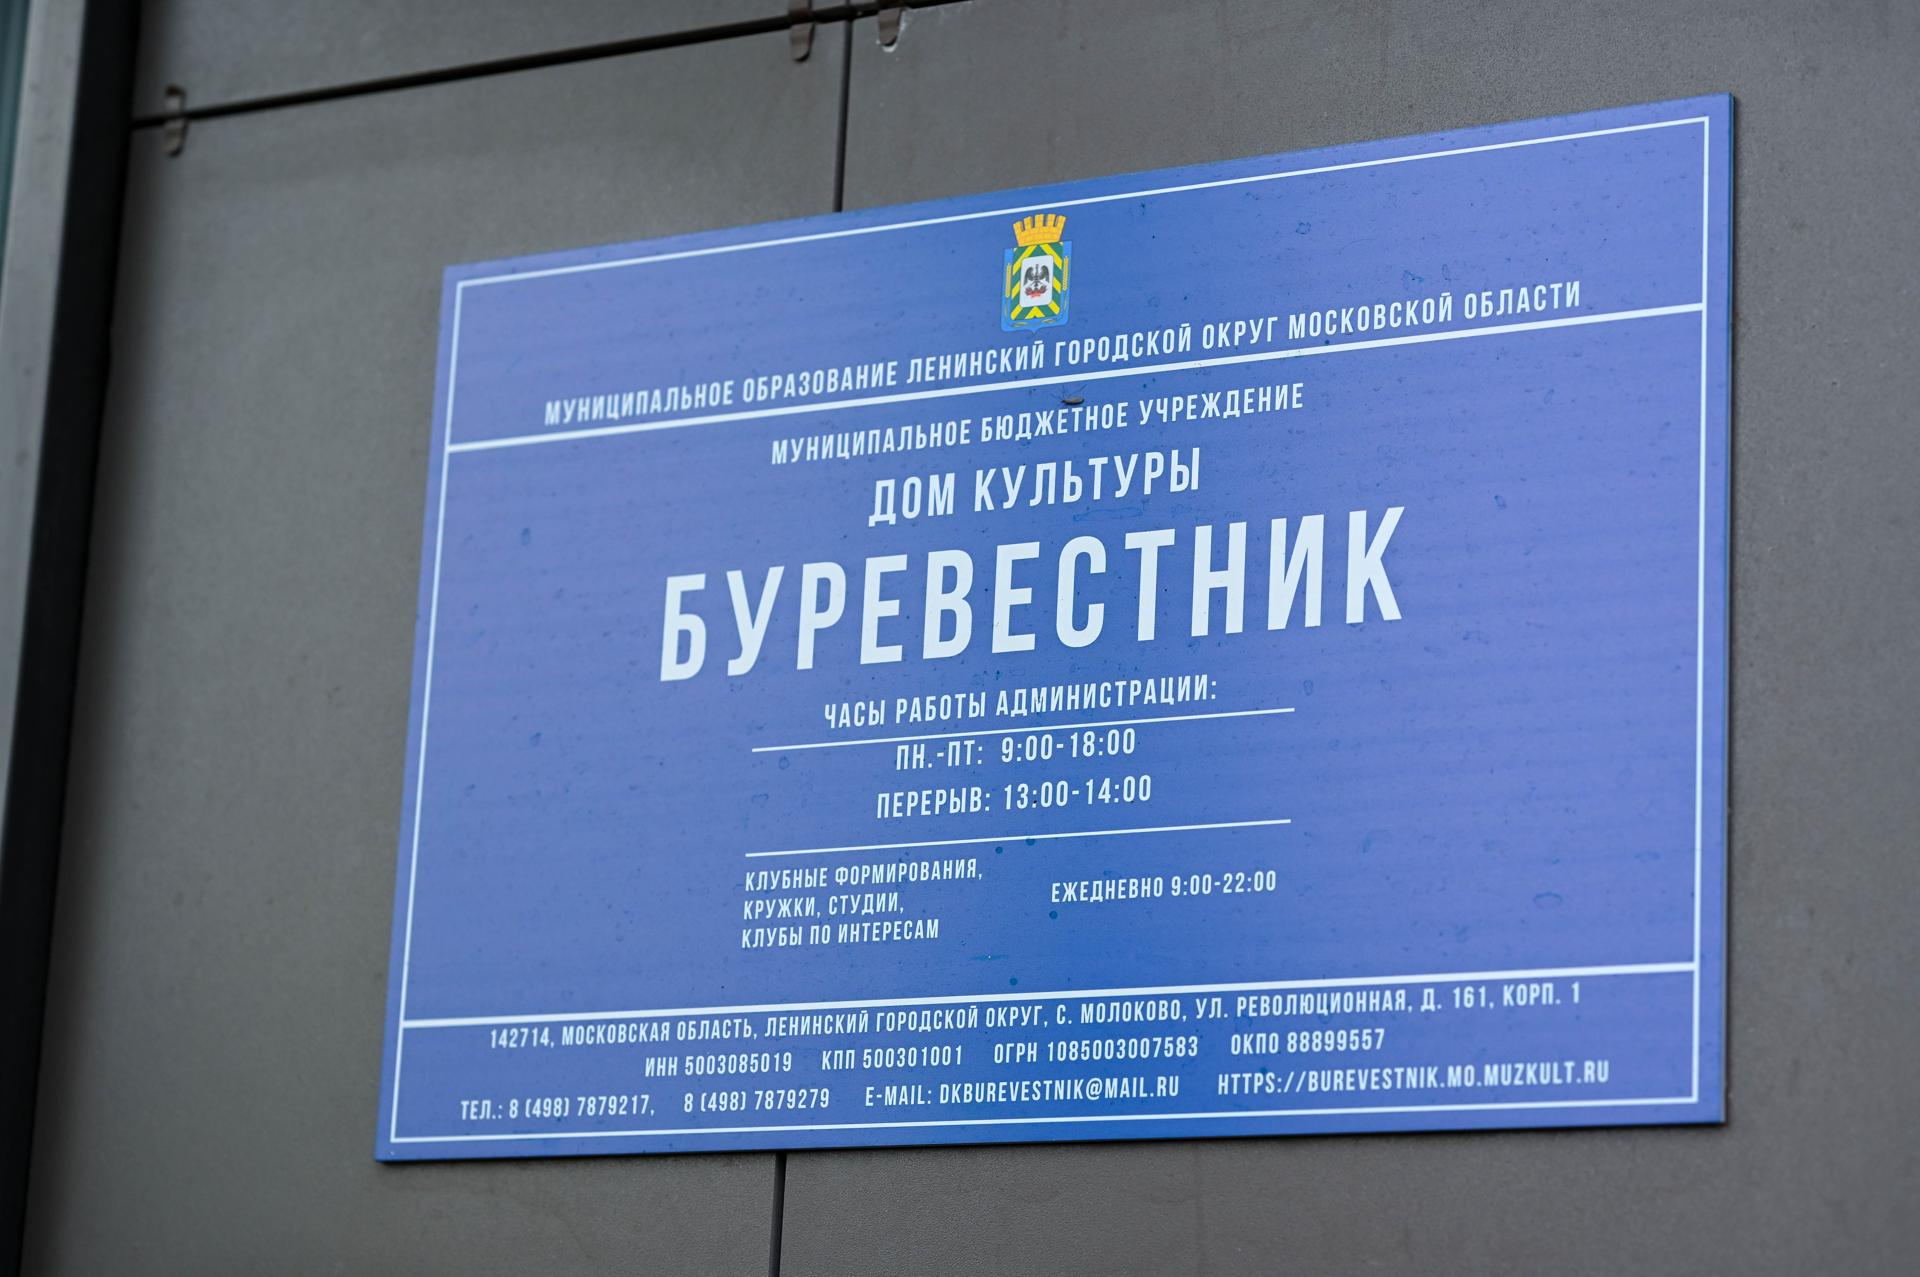 МУНИЦИПАЛЬНОЕ ОБРАЗОВАНИЕ ЛЕНИНСКИЙ ГОРОДСКОЙ ОКРУГ МОСКОВСКОЙ ОБЛАСТИ
МУНИЦИПАЛЬНОЕ БЮДЖЕТНОЕ УЧРЕЖДЕНИЕ
ДОМ КУЛЬТУРЫ
БУРЕВЕСТНИК
ЧАСЫ РАБОТЫ АДМИНИСТРАЦИИ:
ПН.-ПТ: 9:00-18:00
ПЕРЕРЫВ: 13:00-14:00
КЛУБНЫЕ ФОРМИРОВАНИЯ,
КРУЖКИ, СТУДИИ,
КЛУБЫ ПО ИНТЕРЕСАМ
ЕЖЕДНЕВНО 9:00-22:00
142714, МОСКОВСКАЯ ОБЛАСТЬ, ЛЕНИНСКИЙ ГОРОДСКОЙ ОКРУГ, С. МОЛОКОВО, УЛ. РЕВОЛЮЦИОННАЯ, Д. 161, КОРП. 1
ИНН 5003085019 КПП 500301001 ОГРН 1085003007583 ОКПО 88899557
ТЕЛ.: 8 (498) 7879217, 8 (498) 7879279 E-MAIL: DKBUREVESTNIK@MAIL.RU HTTPS://BUREVESTNIK.MO.MUZKULT.RU